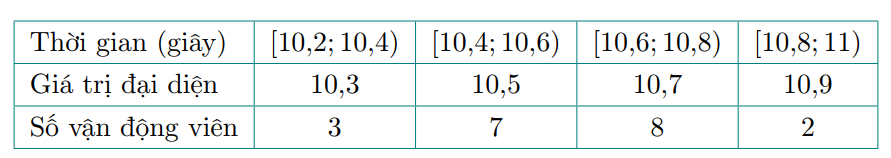 Thời gian (giây) [10,2; 10,4) [10,4; 10,6) [10,6; 10,8) [10,8; 11)
Giá trị đại diện 10,3 10,5 10,7 10,9
Số vận động viên 3 7 8 2